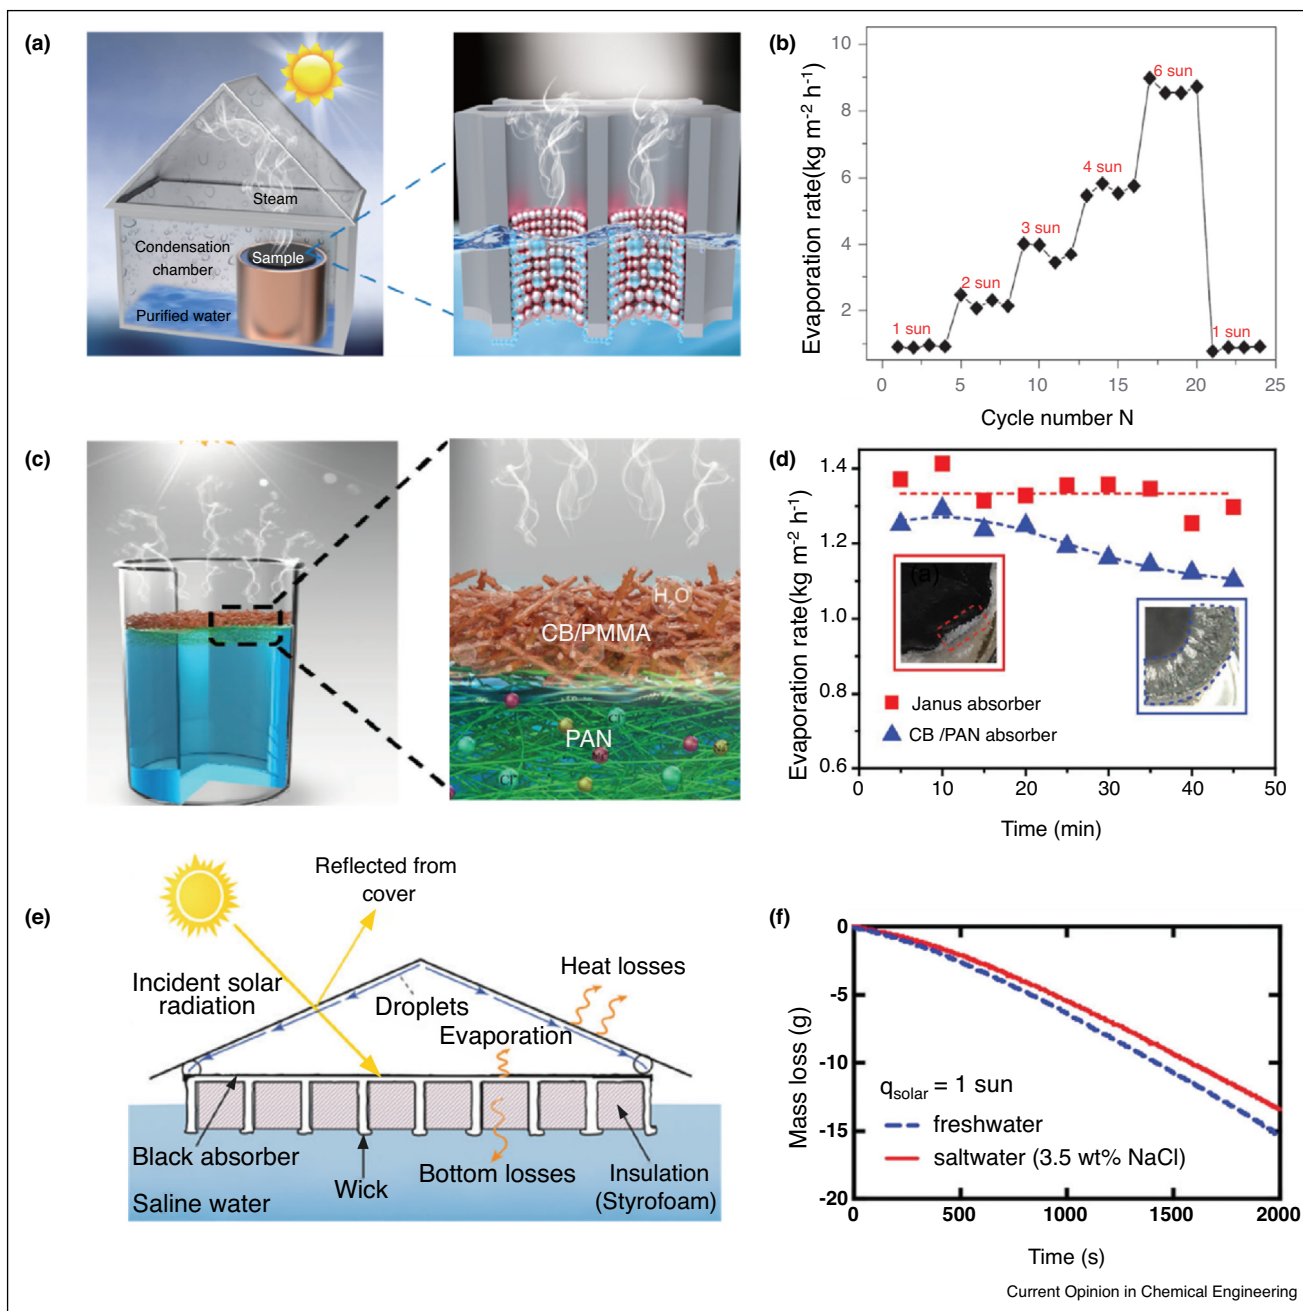 (a)
Steam
Condensation
chamber
Sample
Purified water
(b)
Evaporation rate(kg m⁻² h⁻¹)
10
8
6
4
2
1 sun
2 sun
3 sun
4 sun
6 sun
1 sun
0
5
10
15
20
25
Cycle number N
(c)
H₂O
CB/PMMA
PAN
(d)
Evaporation rate(kg m⁻² h⁻¹)
1.4
1.2
1.0
0.8
0.6
(a)
Janus absorber
CB /PAN absorber
0
10
20
30
40
50
Time (min)
(e)
Reflected from
cover
Incident solar
radiation
Droplets
Heat losses
Evaporation
Black absorber
Wick
Bottom losses
Insulation
(Styrofoam)
Saline water
(f)
Mass loss (g)
0
-5
-10
-15
-20
qsolar = 1 sun
freshwater
saltwater (3.5 wt% NaCl)
0
500
1000
1500
2000
Time (s)
Current Opinion in Chemical Engineering